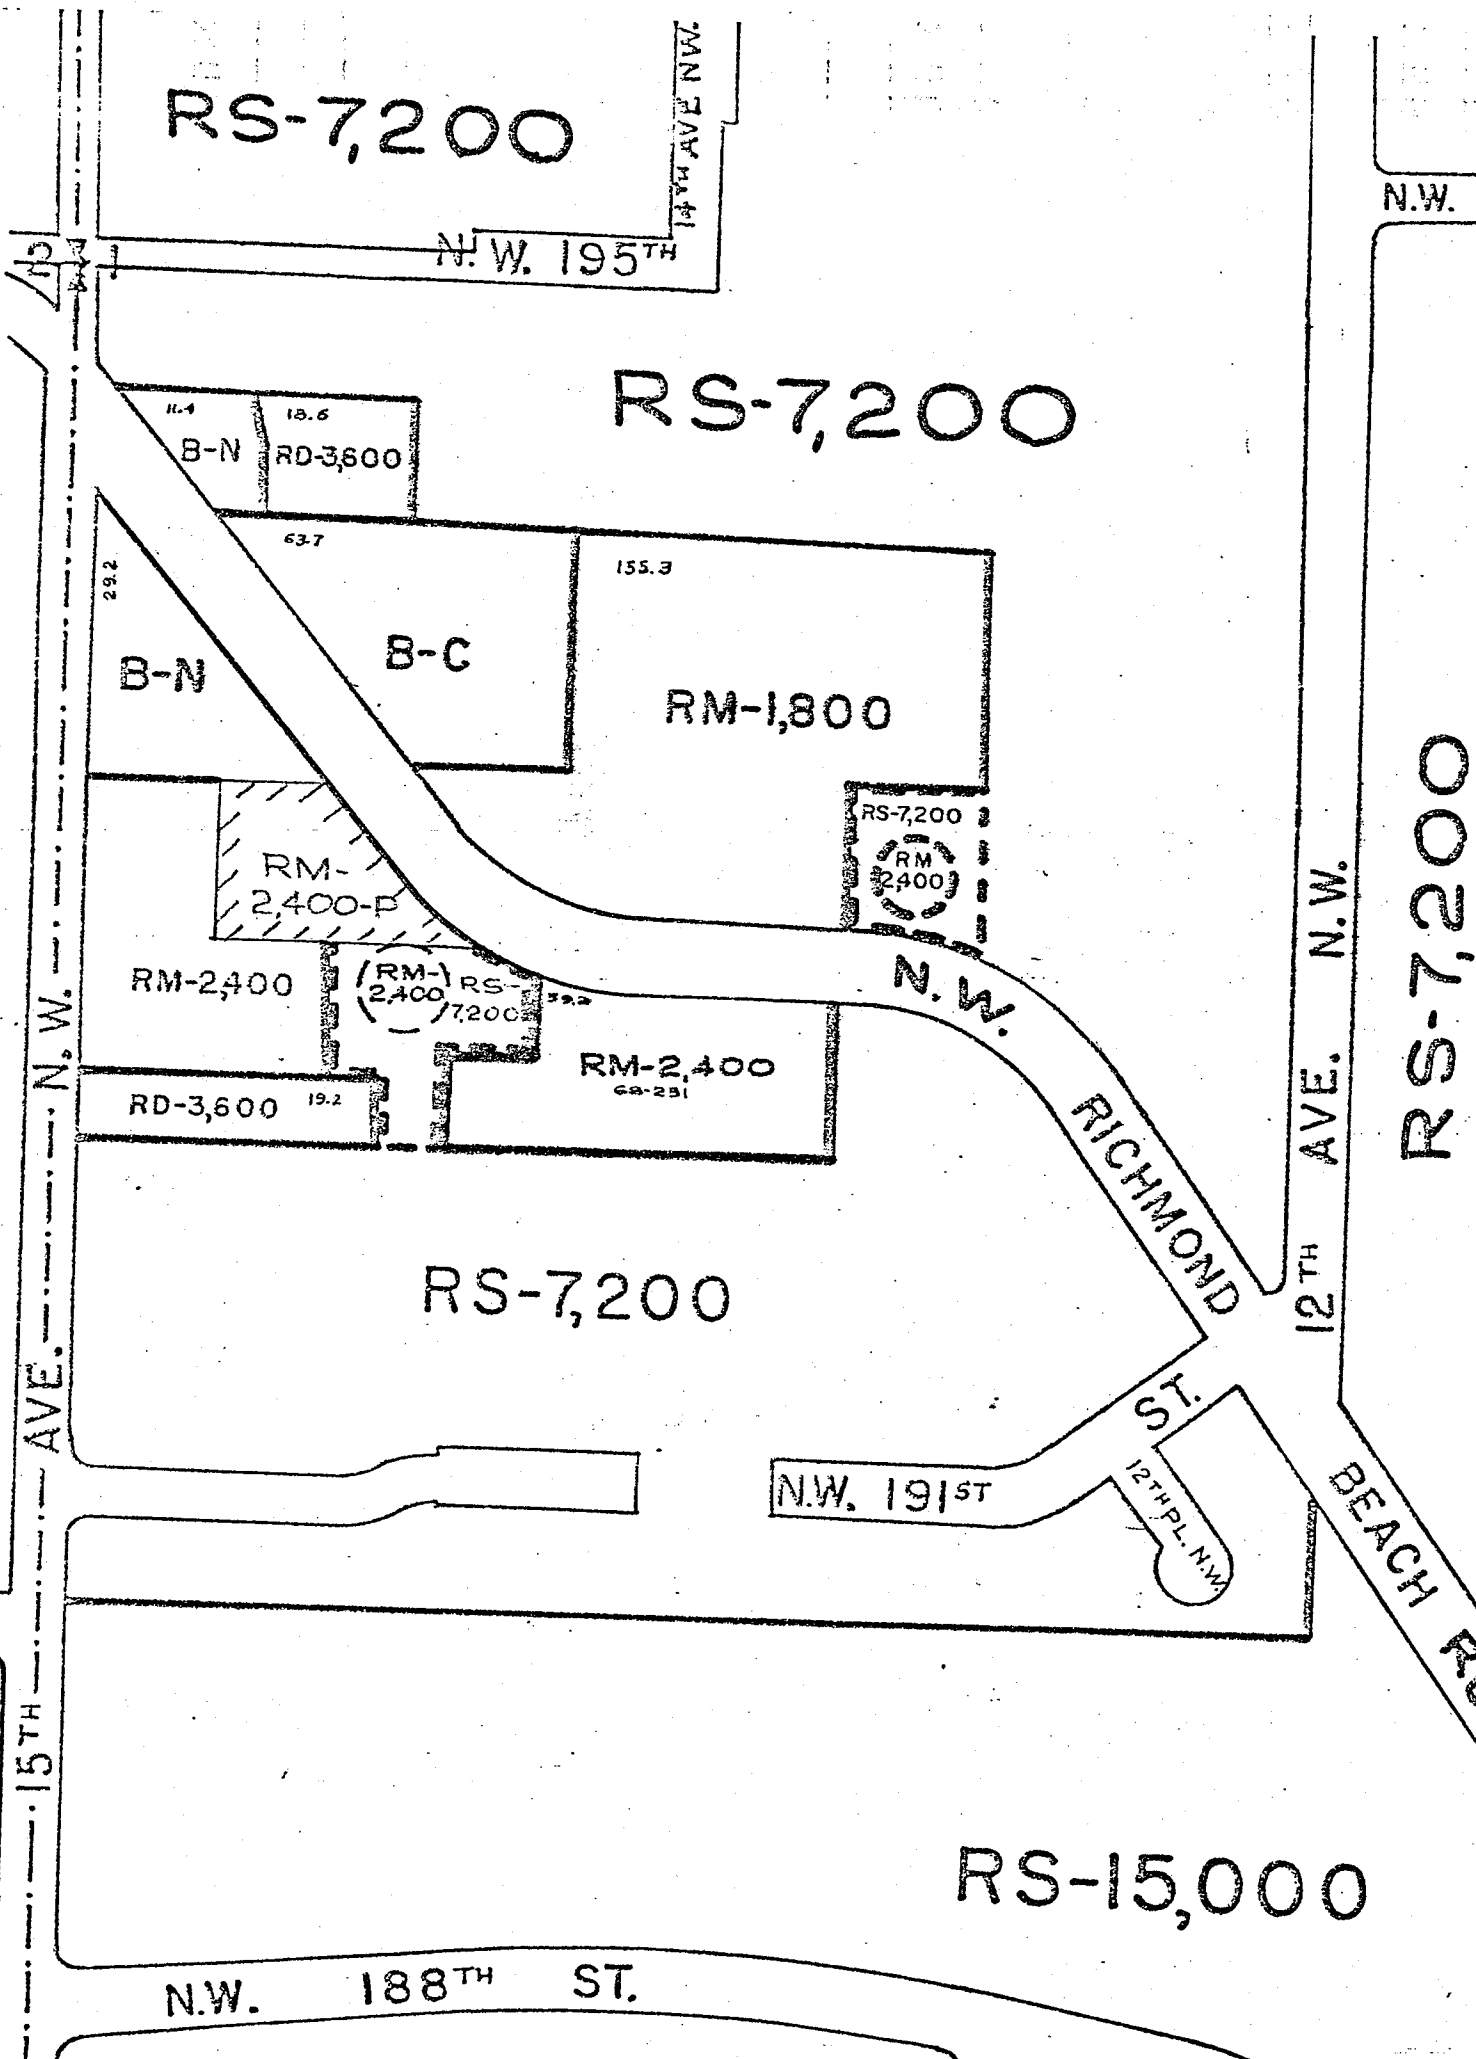 14TH AVE N.W.
RS-7,200
N.W.
N.W. 195TH
RS-7,200
11.4
18.6
B-N
RD-3,600
63.7
155.3
29.2
B-N
B-C
RM-1,800
RS-7,200
RM
2,400
RM-
2,400-P
RS-7,200
RM-2,400
RM-
2,400
RS-
7,200
39.2
RM-2,400
68-251
RD-3,600
19.2
N.W. RICHMOND BEACH
12TH AVE. N.W.
RS-7,200
15TH AVE. N.W.
N.W. 191ST ST.
12TH PL. N.W.
RS-15,000
N.W. 188TH ST.